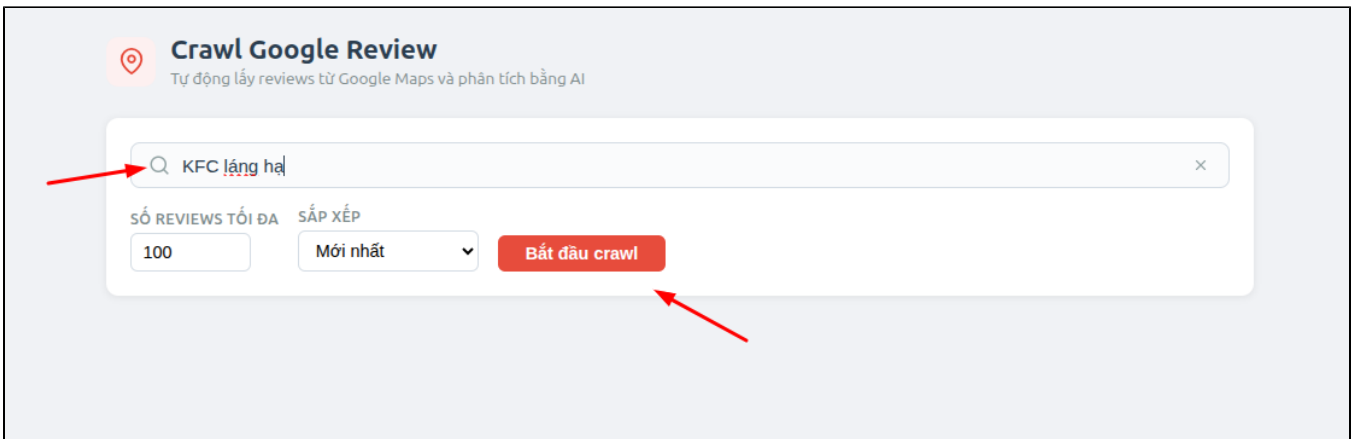 Crawl Google Review
Tự động lấy reviews từ Google Maps và phân tích bằng AI
KFC láng hạ
SỐ REVIEWS TỐI ĐA SẮP XẾP
100 Mới nhất Bắt đầu crawl